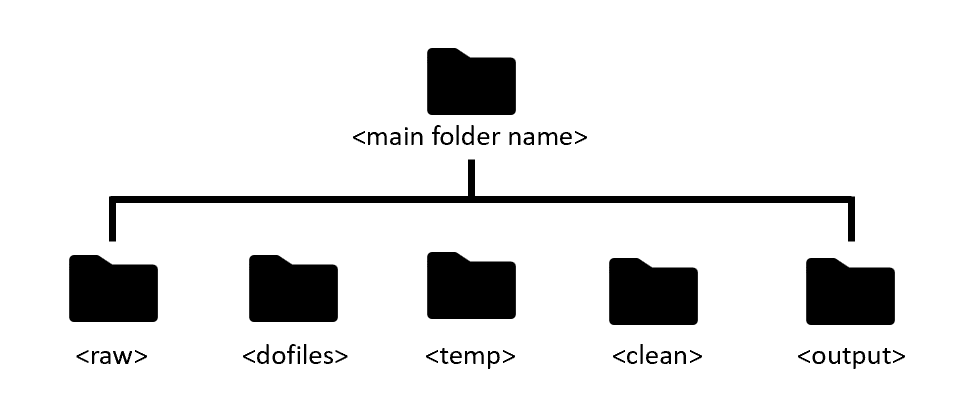 <main folder name>
<raw>
<dofiles>
<temp>
<clean>
<output>